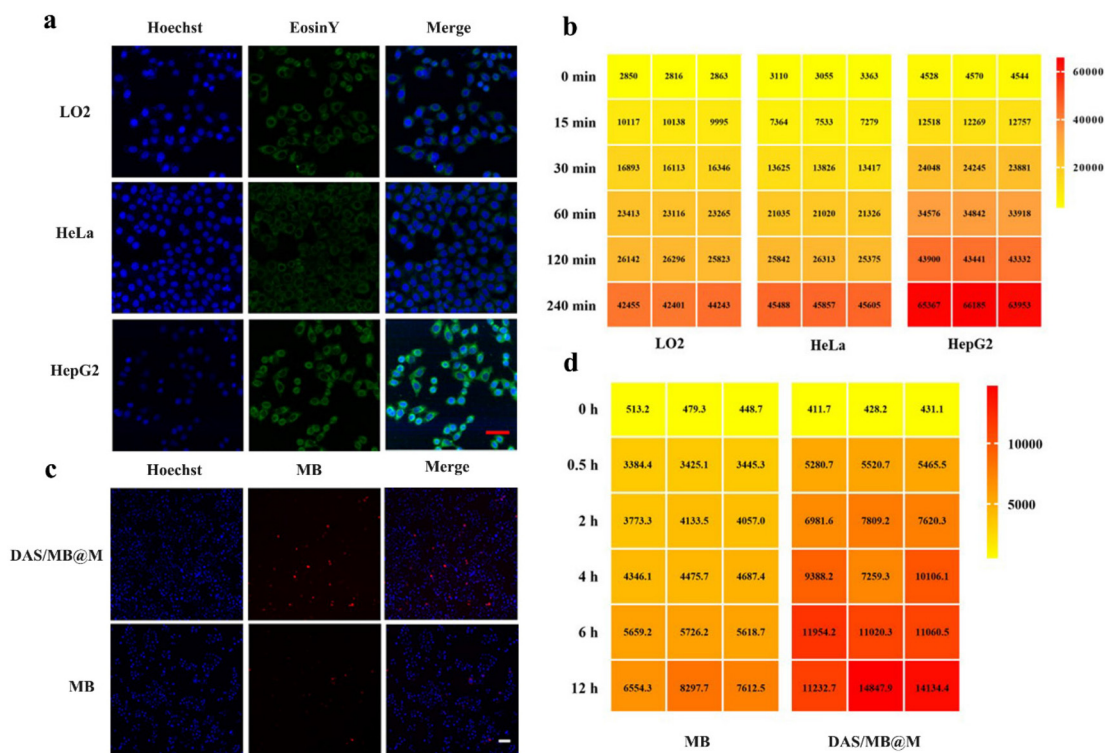 a
Hoechst EosinY Merge
LO2
HeLa
HepG2
b
0 min 2850 2816 2863 3110 3055 3363 4528 4570 4544
15 min 10117 10138 9995 7364 7533 7279 12518 12269 12757
30 min 16893 16113 16346 13625 13826 13417 24048 24245 23881
60 min 23413 23116 23265 21035 21020 21326 34576 34842 33918
120 min 26142 26296 25823 25842 26313 25375 43900 43441 43332
240 min 42455 42401 44243 45488 45857 45605 65367 66185 63953
LO2 HeLa HepG2
60000
40000
20000
c
Hoechst MB Merge
DAS/MB@M
MB
d
0 h 513.2 479.3 448.7 411.7 428.2 431.1
0.5 h 3384.4 3425.1 3445.3 5280.7 5520.7 5465.5
2 h 3773.3 4133.5 4057.0 6981.6 7809.2 7620.3
4 h 4346.1 4475.7 4687.4 9388.2 7259.3 10106.1
6 h 5659.2 5726.2 5618.7 11954.2 11020.3 11060.5
12 h 6554.3 8297.7 7612.5 11232.7 14847.9 14134.4
MB DAS/MB@M
10000
5000